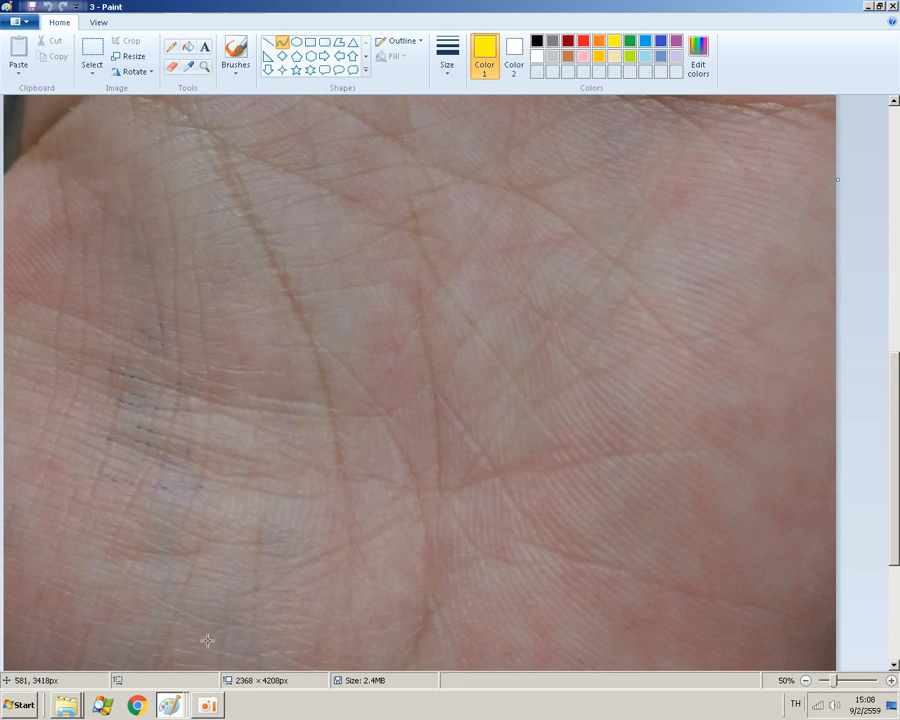 3 - Paint
Home View
Paste
Cut
Copy
Clipboard
Select
Crop
Resize
Rotate
Image
Tools
Brushes
Shapes
Outline
Fill
Size
Color 1
Color 2
Edit colors
Colors
581, 3418px
2368 × 4208px
Size: 2.4MB
50%
Start
TH
15:08
9/2/2559